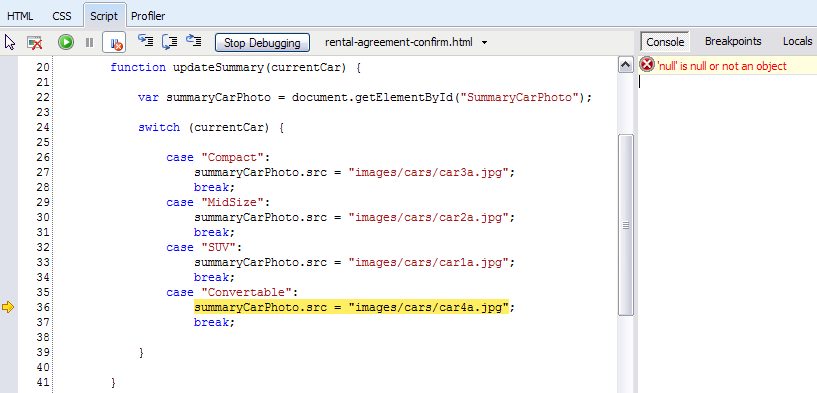 HTML CSS Script Profiler
Stop Debugging rental-agreement-confirm.html
Console Breakpoints Locals
'null' is null or not an object
20 function updateSummary(currentCar) {
21
22 var summaryCarPhoto = document.getElementById("SummaryCarPhoto");
23
24 switch (currentCar) {
25
26 case "Compact":
27 summaryCarPhoto.src = "images/cars/car3a.jpg";
28 break;
29 case "MidSize":
30 summaryCarPhoto.src = "images/cars/car2a.jpg";
31 break;
32 case "SUV":
33 summaryCarPhoto.src = "images/cars/car1a.jpg";
34 break;
35 case "Convertable":
36 summaryCarPhoto.src = "images/cars/car4a.jpg";
37 break;
38
39 }
40
41 }